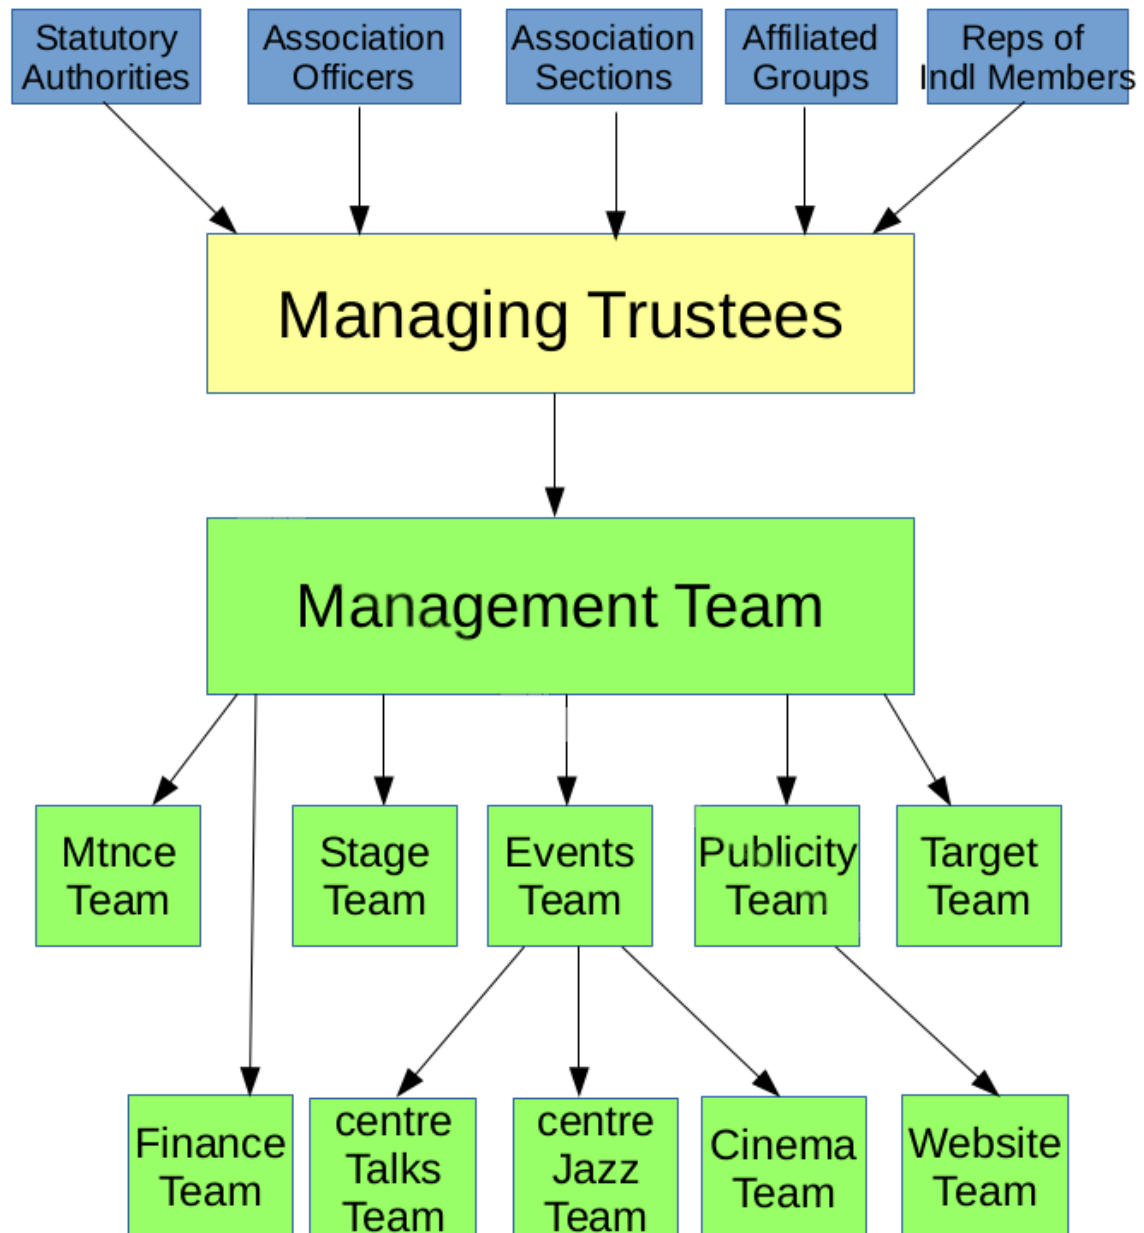 Statutory
Authorities
Association
Officers
Association
Sections
Affiliated
Groups
Reps of
Indl Members
Managing Trustees
Management Team
Mtnce
Team
Stage
Team
Events
Team
Publicity
Team
Target
Team
Finance
Team
centre
Talks
Team
centre
Jazz
Team
Cinema
Team
Website
Team